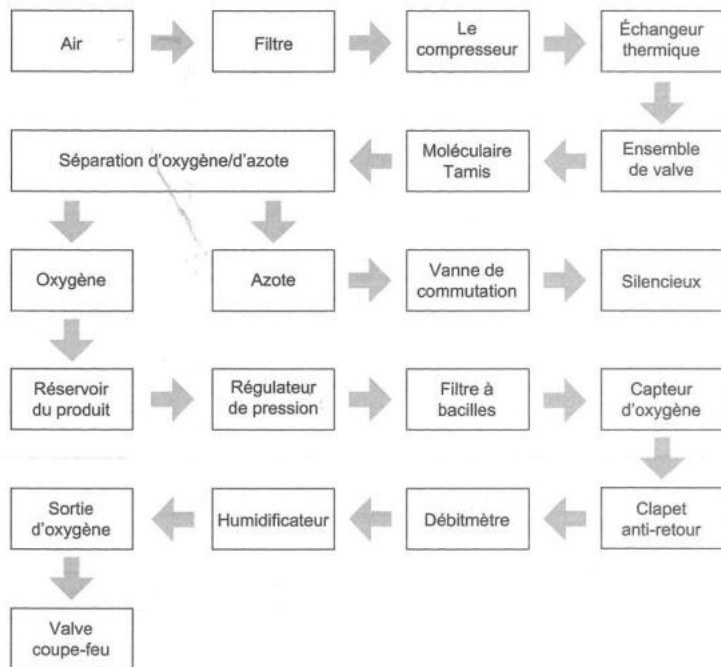 Air
Filtre
Le
compresseur
Échangeur
thermique
Séparation d'oxygène/d'azote
Moléculaire
Tamis
Ensemble
de valve
Oxygène
Azote
Vanne de
commutation
Silencieux
Réservoir
du produit
Régulateur
de pression
Filtre à
bacilles
Capteur
d'oxygène
Sortie
d'oxygène
Humidificateur
Débitmètre
Clapet
anti-retour
Valve
coupe-feu